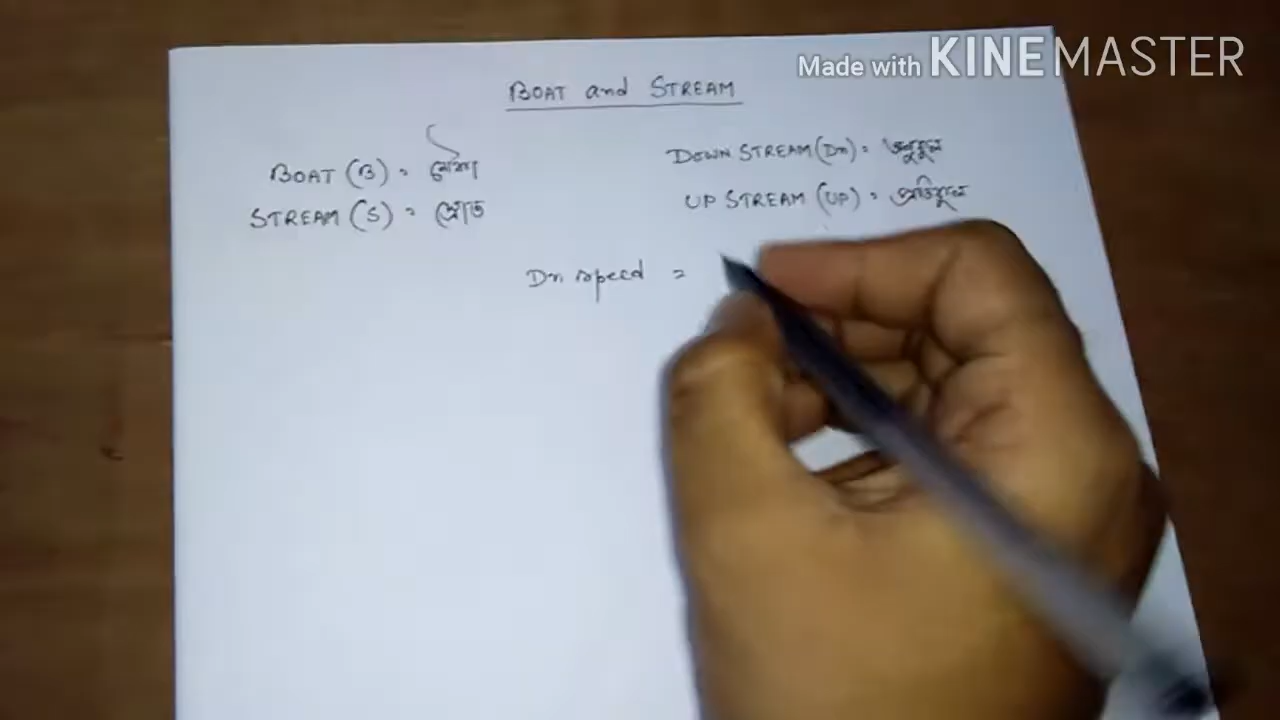 Made with KINEMASTER
BOAT and STREAM
BOAT (B) = নৌকা
STREAM (S) = স্রোত
DOWN STREAM (Dn) = অনুকূল
UP STREAM (UP) = প্রতিকূল
Dn speed =